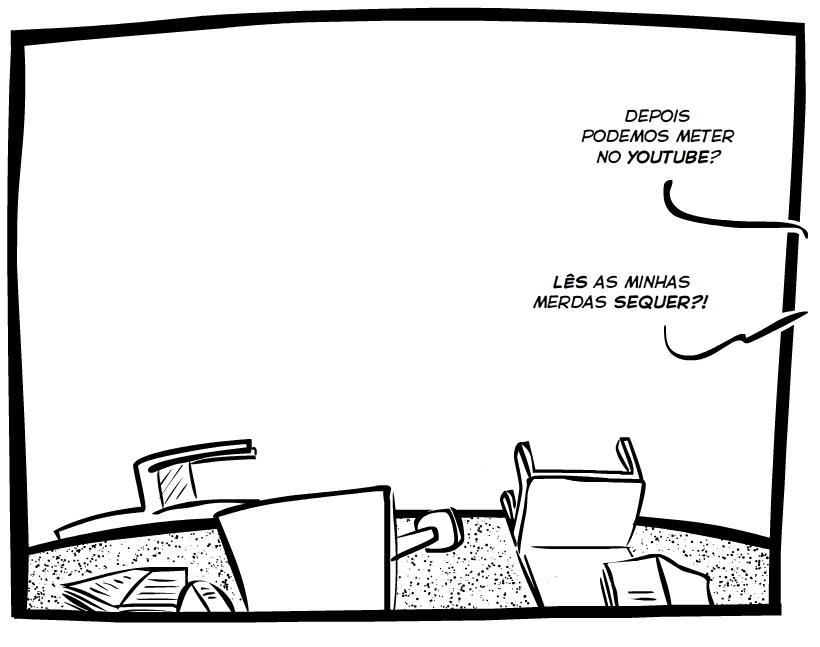 DEPOIS
PODEMOS METER
NO YOUTUBE?
LÊS AS MINHAS
MERDAS SEQUER?!